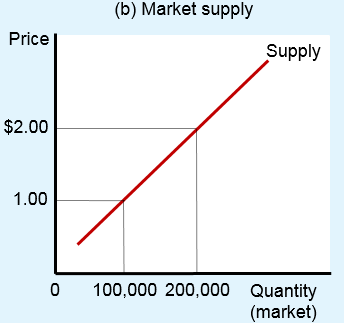 (b) Market supply
Price
Supply
$2.00
1.00
0 100,000 200,000 Quantity
(market)